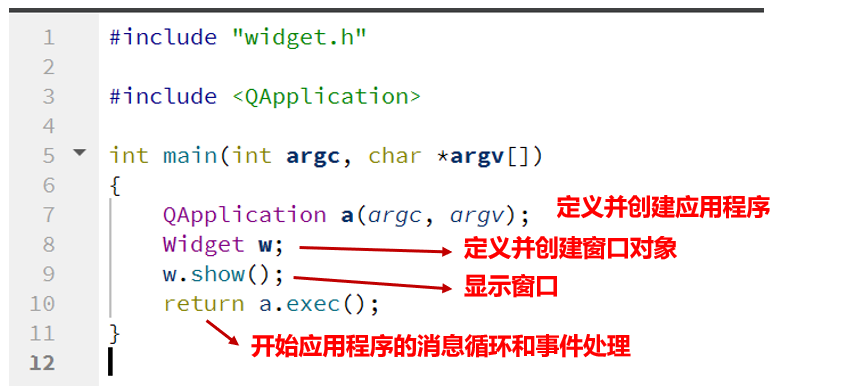 1 #include "widget.h"
2
3 #include <QApplication>
4
5 int main(int argc, char *argv[])
6 {
7 QApplication a(argc, argv); 定义并创建应用程序
8 Widget w; 定义并创建窗口对象
9 w.show(); 显示窗口
10 return a.exec();
11 }
开始应用程序的消息循环和事件处理
12